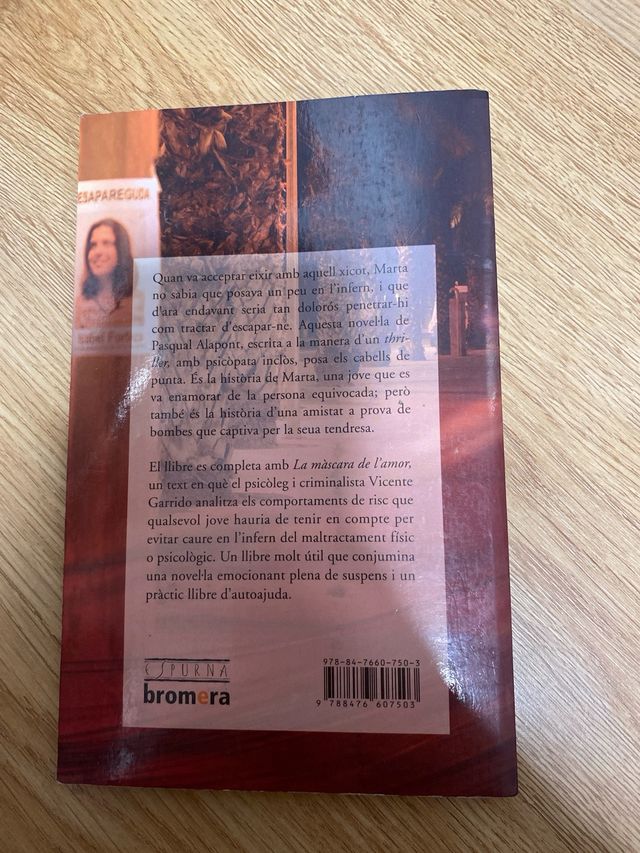 ESAPAREGUDA
Isabel
Quan va acceptar eixir amb aquell xicot, Marta
no sabia que posava un peu en l'infern, i que
d'ara endavant seria tan dolorós penetrar-hi
com tractar d'escapar-ne. Aquesta novel·la de
Pasqual Alapont, escrita a la manera d'un thri-
ller, amb psicòpata inclòs, posa els cabells de
punta. És la història de Marta, una jove que es
va enamorar de la persona equivocada; però
també és la història d'una amistat a prova de
bombes que captiva per la seua tendresa.
El llibre es completa amb La màscara de l'amor,
un text en què el psicòleg i criminalista Vicente
Garrido analitza els comportaments de risc que
qualsevol jove hauria de tenir en compte per
evitar caure en l'infern del maltractament físic
o psicològic. Un llibre molt útil que conjumina
una novel·la emocionant plena de suspens i un
pràctic llibre d'autoajuda.
ESPURNA
bromera
978-84-7660-750-3
9 788476 607503